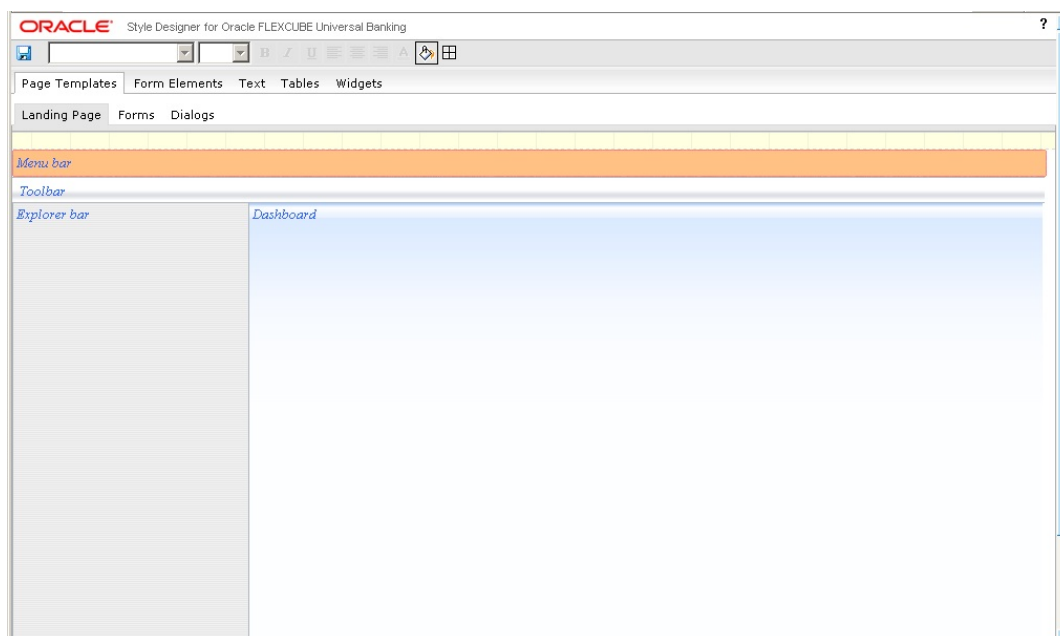 ORACLE® Style Designer for Oracle FLEXCUBE Universal Banking ?
B I U A
Page Templates Form Elements Text Tables Widgets
Landing Page Forms Dialogs
Menu bar
Toolbar
Explorer bar Dashboard